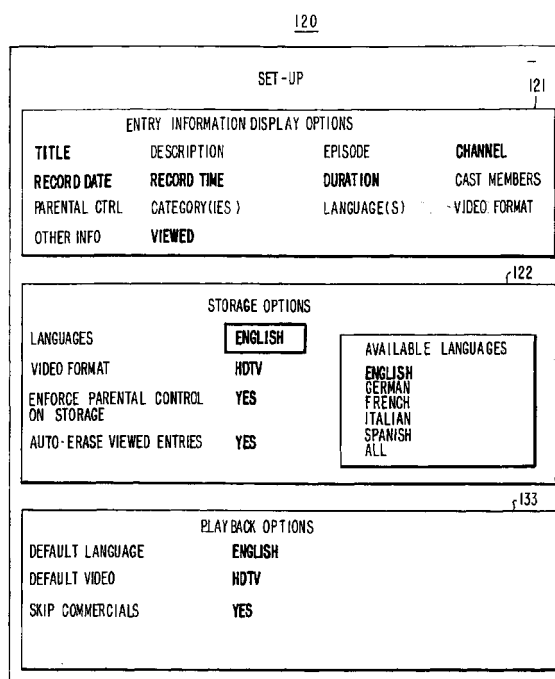 120
SET-UP
121
ENTRY INFORMATION DISPLAY OPTIONS
TITLE DESCRIPTION EPISODE CHANNEL
RECORD DATE RECORD TIME DURATION CAST MEMBERS
PARENTAL CTRL CATEGORY(IES) LANGUAGE(S) VIDEO FORMAT
OTHER INFO VIEWED
122
STORAGE OPTIONS
LANGUAGES ENGLISH
VIDEO FORMAT HDTV
ENFORCE PARENTAL CONTROL YES
ON STORAGE
AUTO-ERASE VIEWED ENTRIES YES
AVAILABLE LANGUAGES
ENGLISH
GERMAN
FRENCH
ITALIAN
SPANISH
ALL
133
PLAYBACK OPTIONS
DEFAULT LANGUAGE ENGLISH
DEFAULT VIDEO HDTV
SKIP COMMERCIALS YES